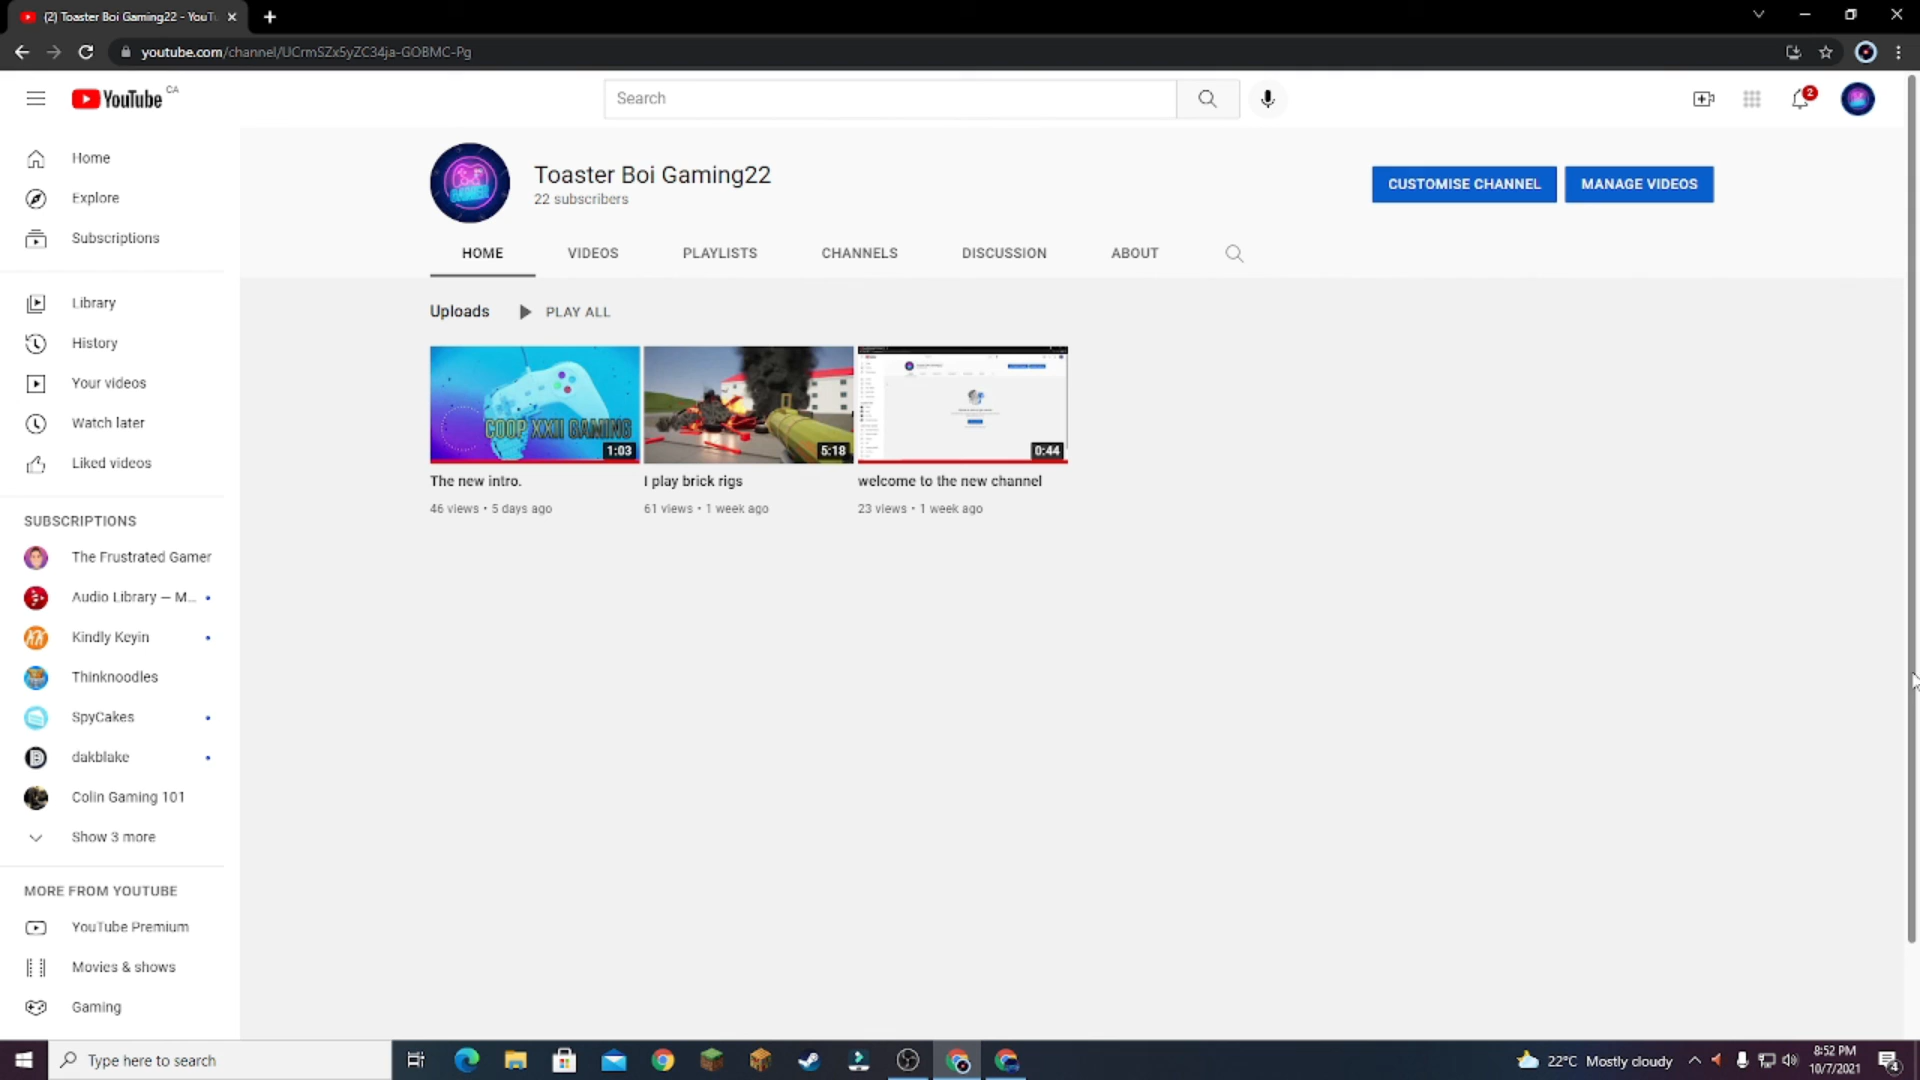 (2) Toaster Boi Gaming22 - YouT
youtube.com/channel/UCrmSZx5yZC34ja-GOBMC-Pg
YouTube CA
Search
2
Home
Explore
Subscriptions
Library
History
Your videos
Watch later
Liked videos
SUBSCRIPTIONS
The Frustrated Gamer
Audio Library — M...
Kindly Keyin
Thinknoodles
SpyCakes
dakblake
Colin Gaming 101
Show 3 more
MORE FROM YOUTUBE
YouTube Premium
Movies & shows
Gaming
GAMER
Toaster Boi Gaming22
22 subscribers
CUSTOMISE CHANNEL
MANAGE VIDEOS
HOME VIDEOS PLAYLISTS CHANNELS DISCUSSION ABOUT
Uploads PLAY ALL
COOP XXII GAMING
1:03
5:18
0:44
The new intro.
46 views • 5 days ago
I play brick rigs
61 views • 1 week ago
welcome to the new channel
23 views • 1 week ago
Type here to search
22°C Mostly cloudy
8:52 PM
10/7/2021
4